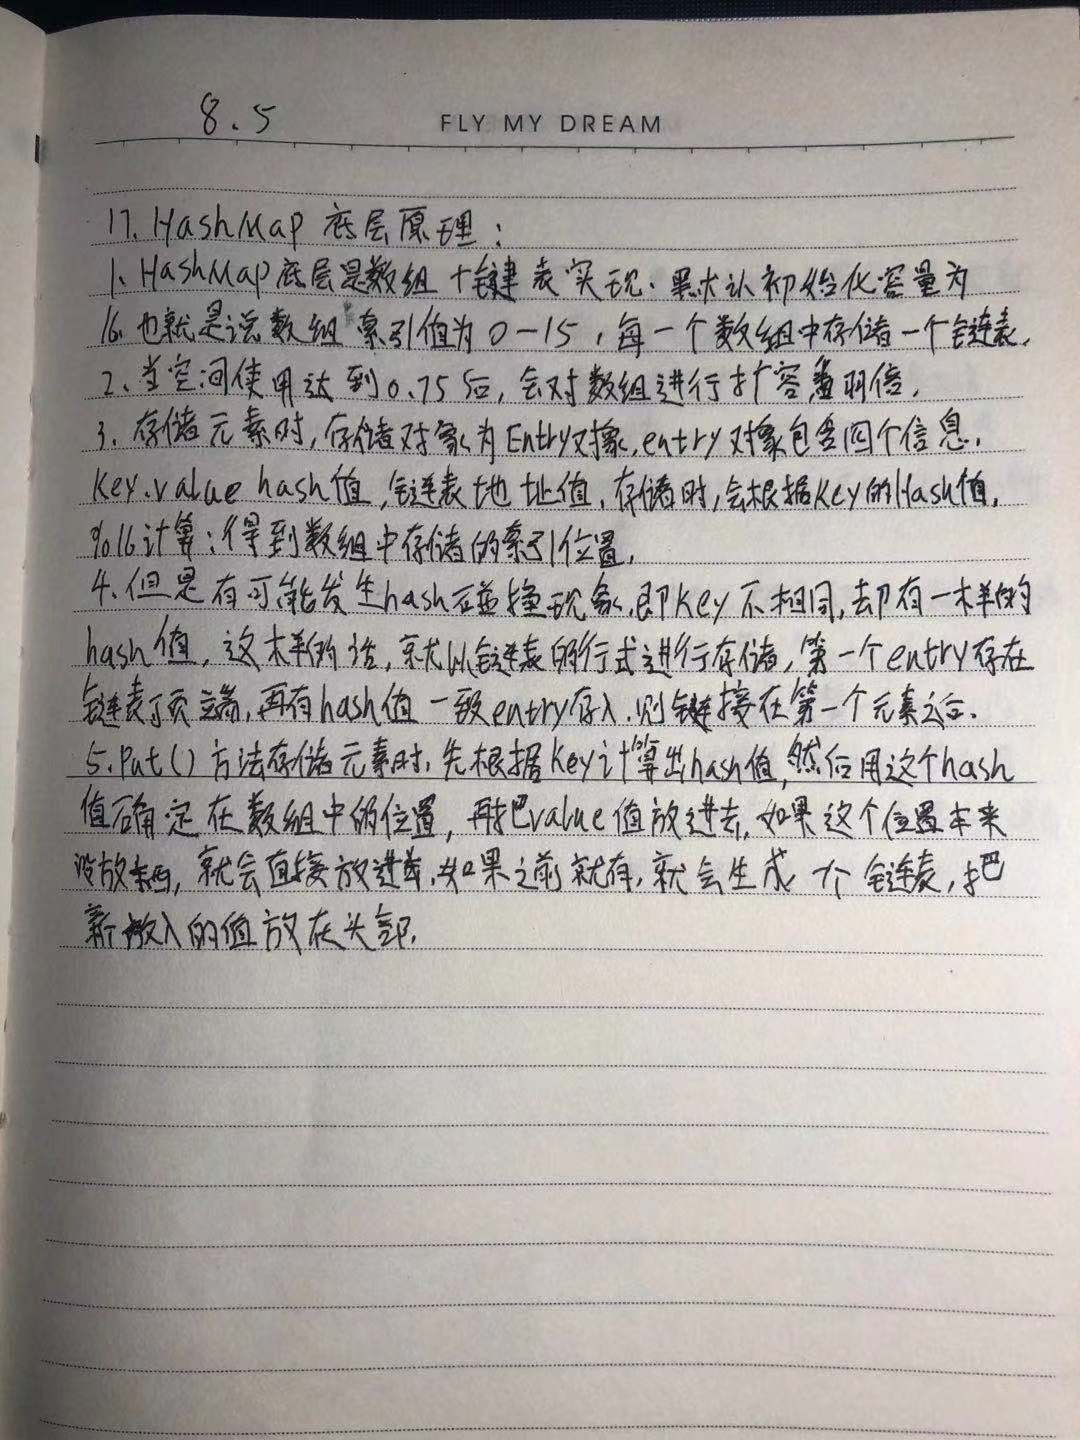 8.5
FLY MY DREAM
17. HashMap 底层原理：
1. HashMap底层是数组+链表实现. 默认初始化容量为
16. 也就是说数组 索引值为0-15，每一个数组中存储一个链表.
2、当空间使用达到0.75后, 会对数组进行扩容翻倍.
3、存储元素时, 存储对象为Entry对象, entry对象包含四个信息.
Key、value hash值, 链表地址值. 存储时, 会根据Key的Hash值,
%16计算; 得到数组中存储的索引位置.
4、但是有可能发生hash碰撞现象, 即Key不相同, 却有一样的
hash值, 这样的话, 就以链表的行式进行存储, 第一个entry存在
链表顶端, 再有hash值一致entry存入. 则链接在第一个元素之后.
5、Put()方法存储元素时, 先根据Key计算出hash值, 然后用这个hash
值确定在数组中的位置, 再把value值放进去, 如果这个位置本来
没放东西, 就会直接放进去, 如果之前就有, 就会生成一个链表, 把
新放入的值放在头部.